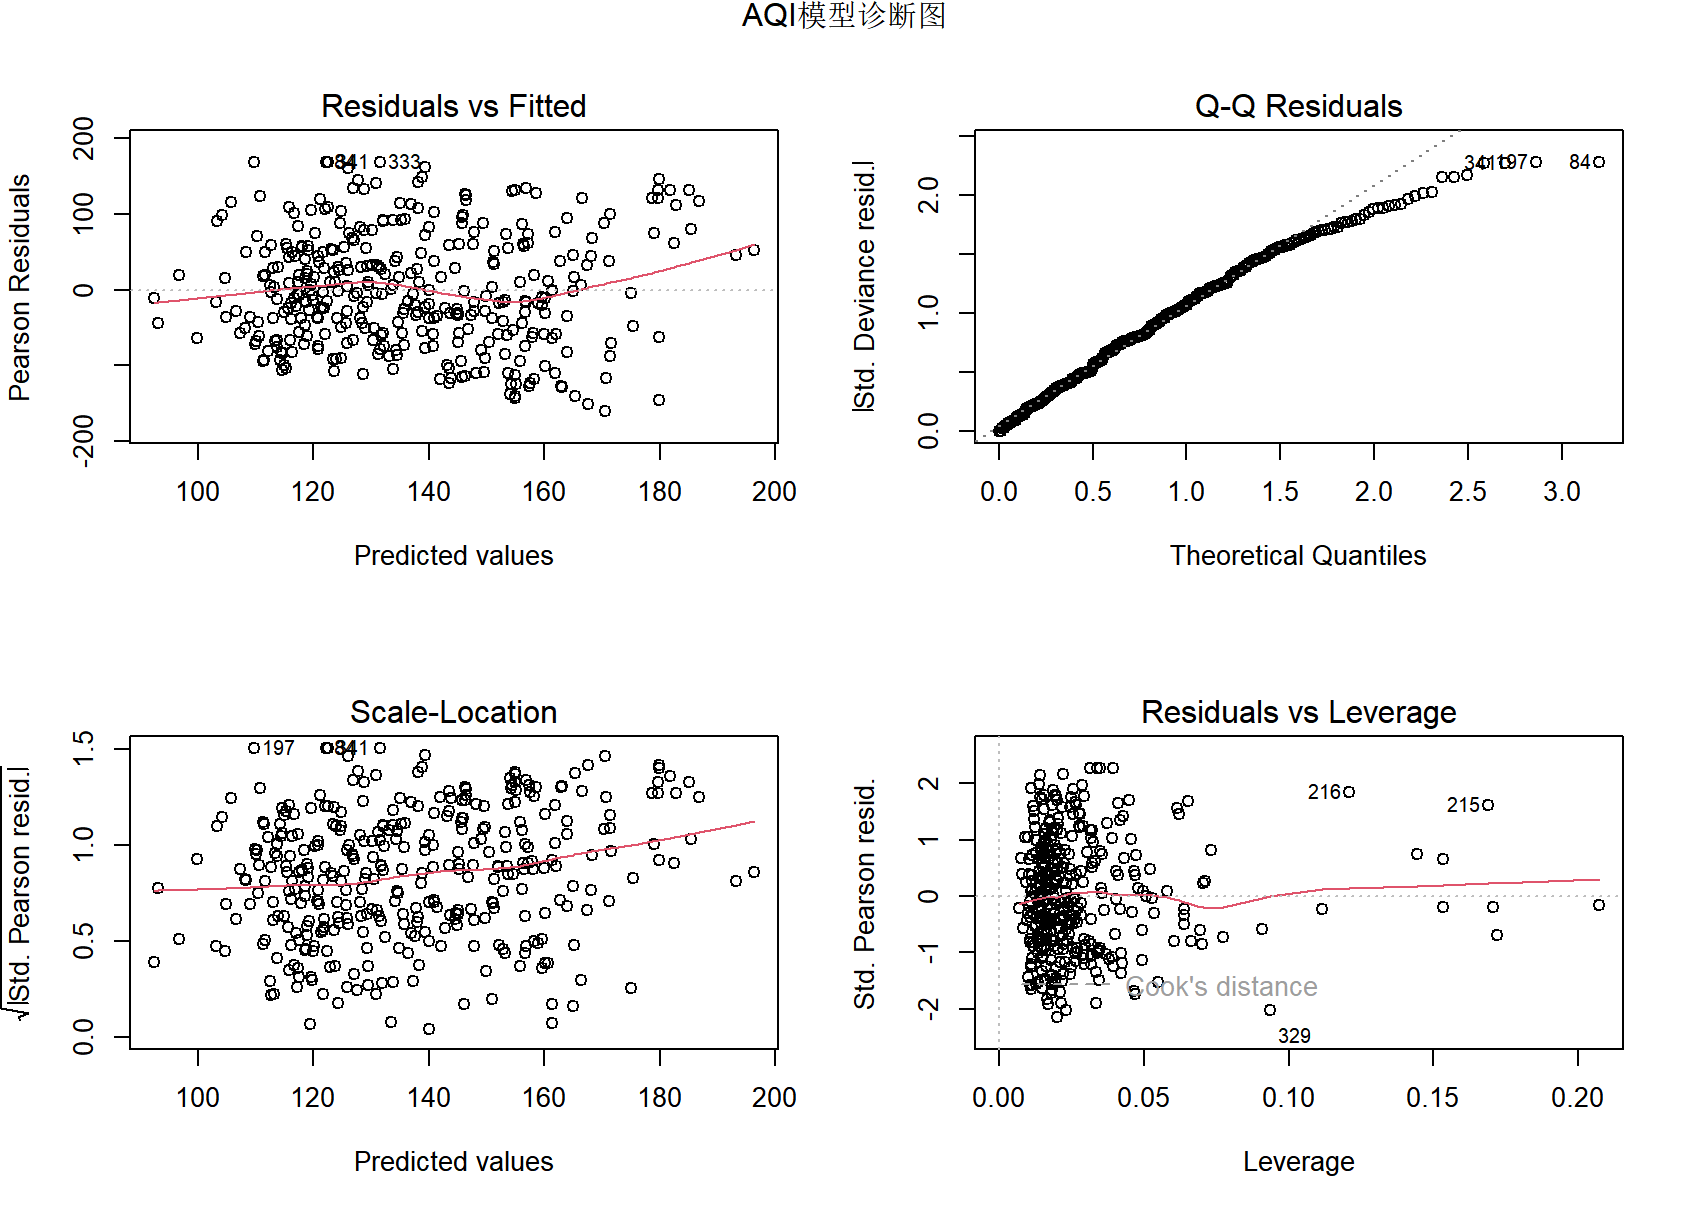 AQI模型诊断图
Residuals vs Fitted
Pearson Residuals
200
100
0
-200
341 333
100 120 140 160 180 200
Predicted values
Q-Q Residuals
|Std. Deviance resid.|
2.0
1.0
0.0
341 197 84
0.0 0.5 1.0 1.5 2.0 2.5 3.0
Theoretical Quantiles
Scale-Location
√|Std. Pearson resid.|
1.5
1.0
0.5
0.0
197 341
100 120 140 160 180 200
Predicted values
Residuals vs Leverage
Std. Pearson resid.
2
1
0
-1
-2
216
215
Cook's distance
329
0.00 0.05 0.10 0.15 0.20
Leverage